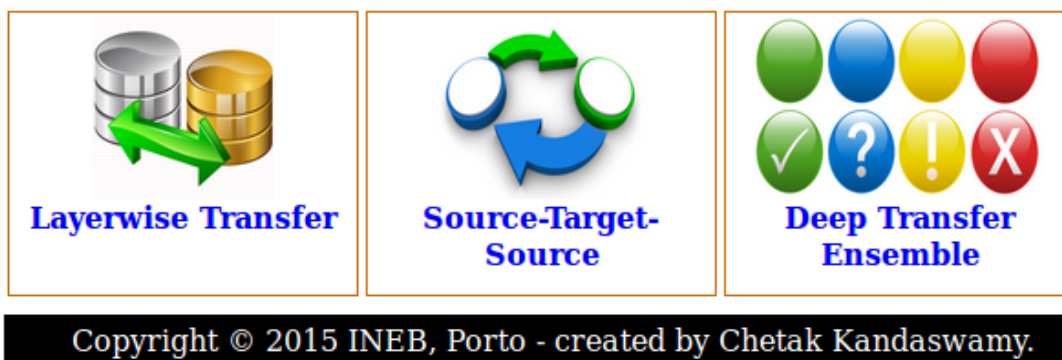 ✓ ? ! X
Layerwise Transfer
Source-Target-
Source
Deep Transfer
Ensemble
Copyright © 2015 INEB, Porto - created by Chetak Kandaswamy.